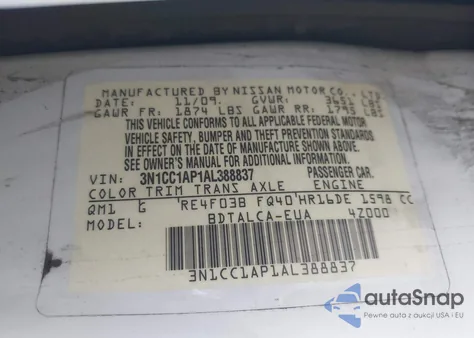 MANUFACTURED BY NISSAN MOTOR CO., LTD
DATE: 11/09. GVWR: 3651 LBS
GAWR FR: 1874 LBS GAWR RR: 1795 LBS
THIS VEHICLE CONFORMS TO ALL APPLICABLE FEDERAL MOTOR
VEHICLE SAFETY, BUMPER AND THEFT PREVENTION STANDARDS
IN EFFECT ON THE DATE OF MANUFACTURE SHOWN ABOVE.
SEE OWNER'S MANUAL FOR ADDITIONAL INFORMATION
VIN: 3N1CC1AP1AL388837 PASSENGER CAR.
COLOR TRIM TRANS AXLE ENGINE
QM1 G RE4F03B FQ40 HR16DE 1598 CC
MODEL: BDTALCA-EUA 4Z000
3N1CC1AP1AL388837
autoSnap
Pewne auta z aukcji USA i EU